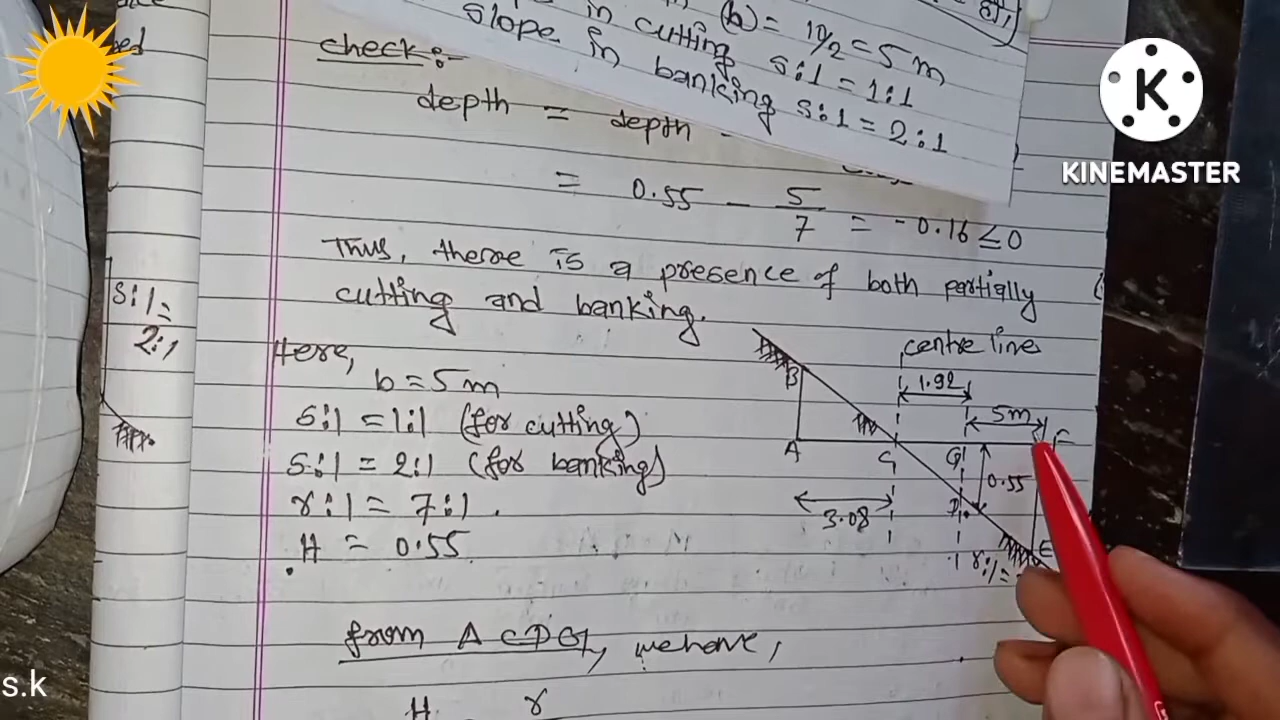 (b) = 10/2 = 5 m
in cutting s:1 = 1:1
slope in banking s:1 = 2:1
check:-
depth = depth -
= 0.55 - 5/7 = -0.16 ≤ 0
Thus, there is a presence of both partially
cutting and banking.
s:1 =
2:1
Here,
b = 5 m
s:1 = 1:1 (for cutting)
s:1 = 2:1 (for banking)
r:1 = 7:1.
H = 0.55
centre lines
1.92
5m
B
A
C
G
F
0.55
3.08
D
E
r:1 =
from Δ CDG, we have,
H r
K
KINEMASTER
s.k